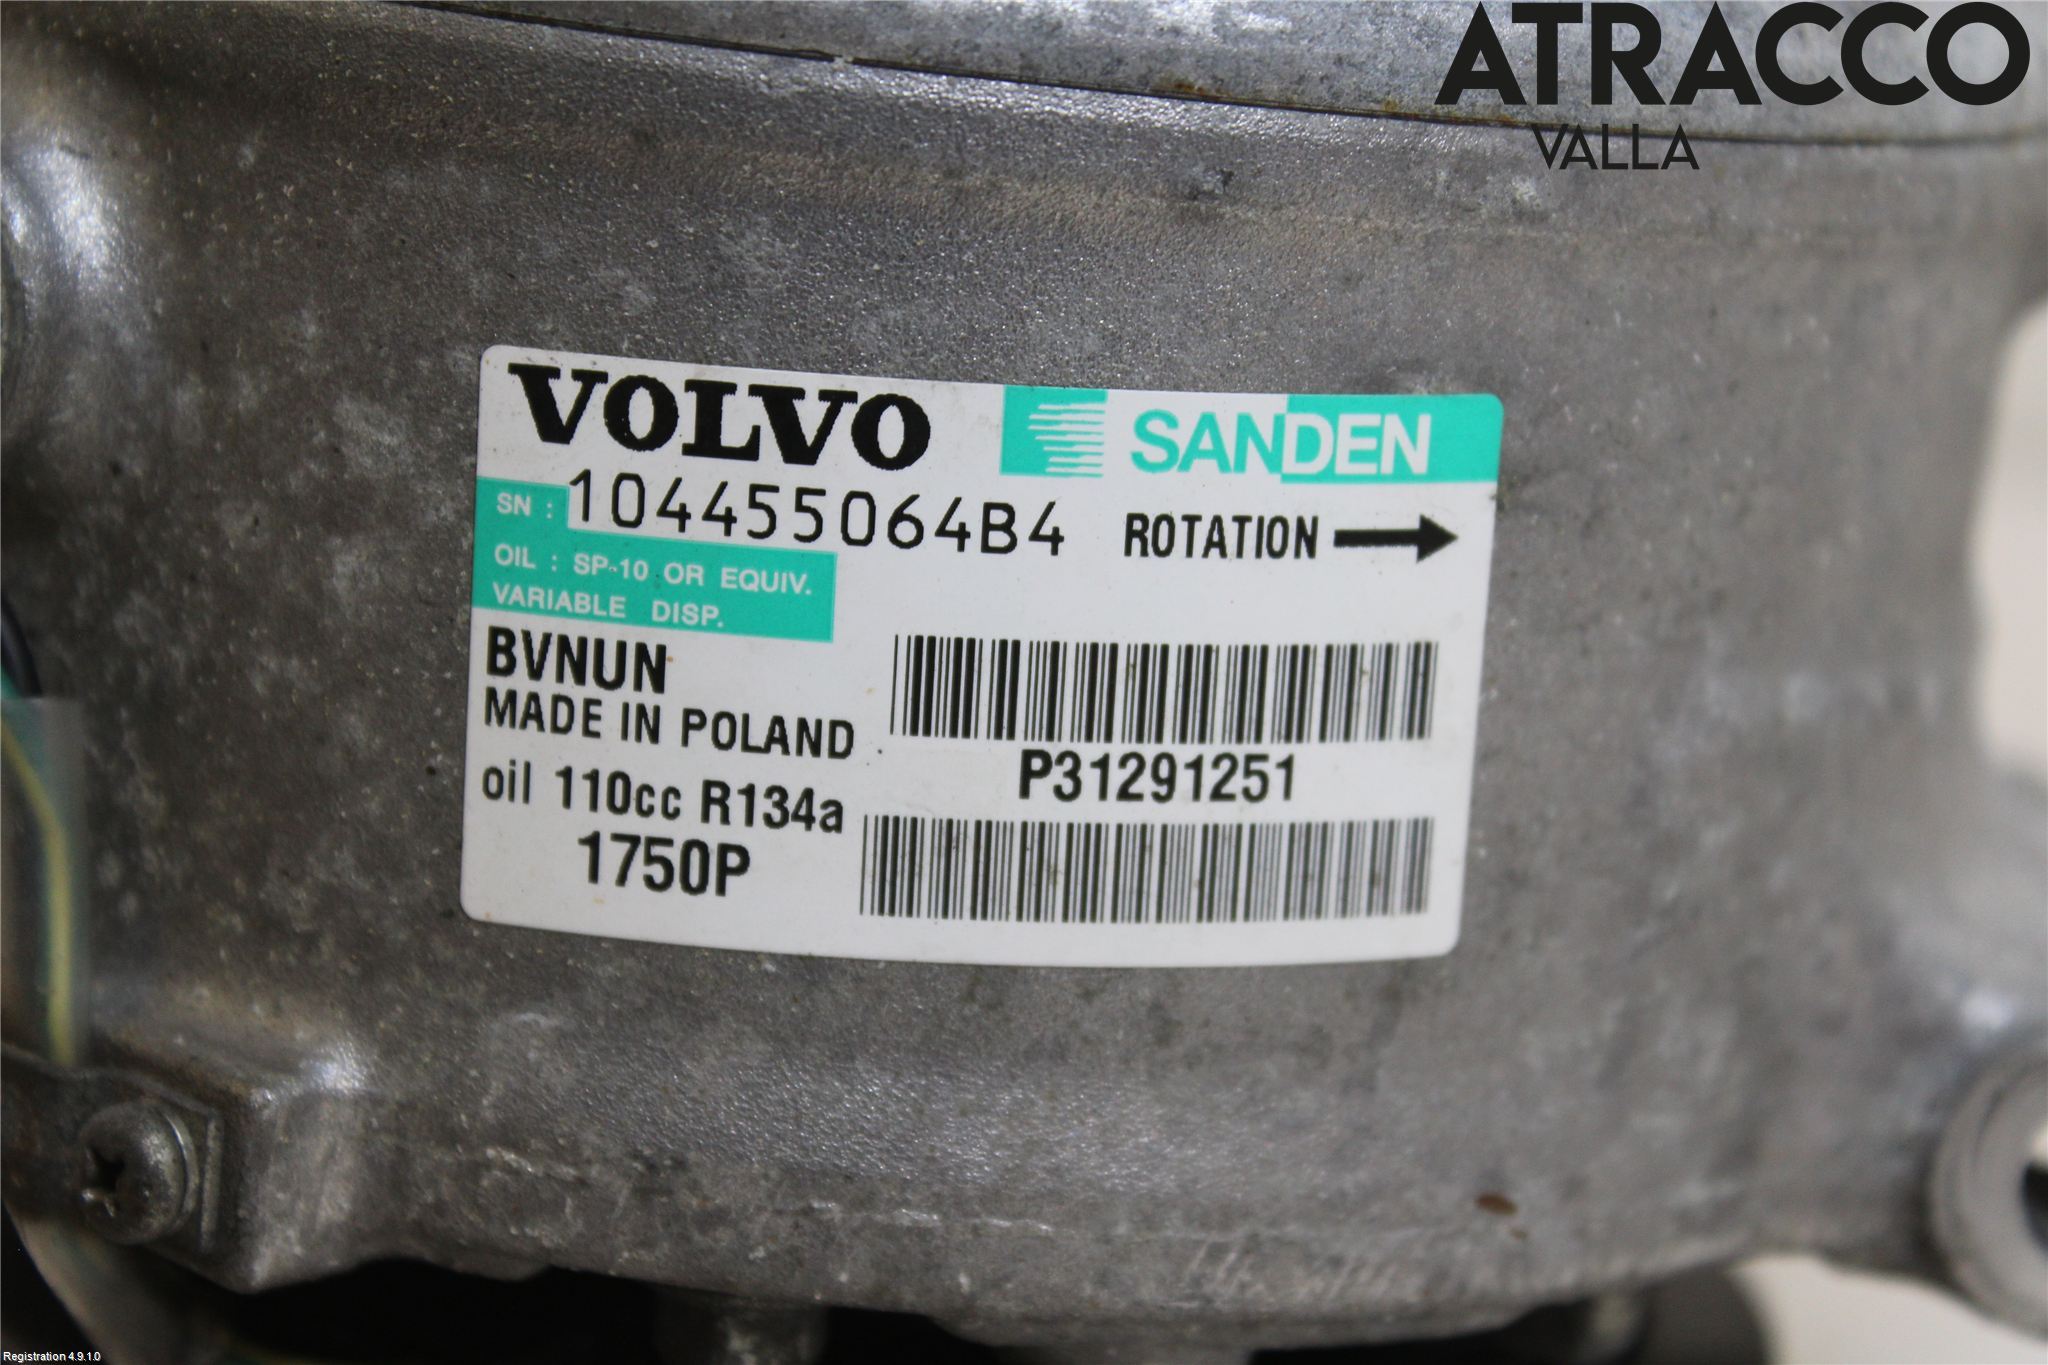 ATRACCO
VALLA
VOLVO SANDEN
SN : 104455064B4 ROTATION
OIL : SP-10 OR EQUIV.
VARIABLE DISP.
BVNUN
MADE IN POLAND
oil 110cc R134a
1750P
P31291251
Registration 4.9.1.0